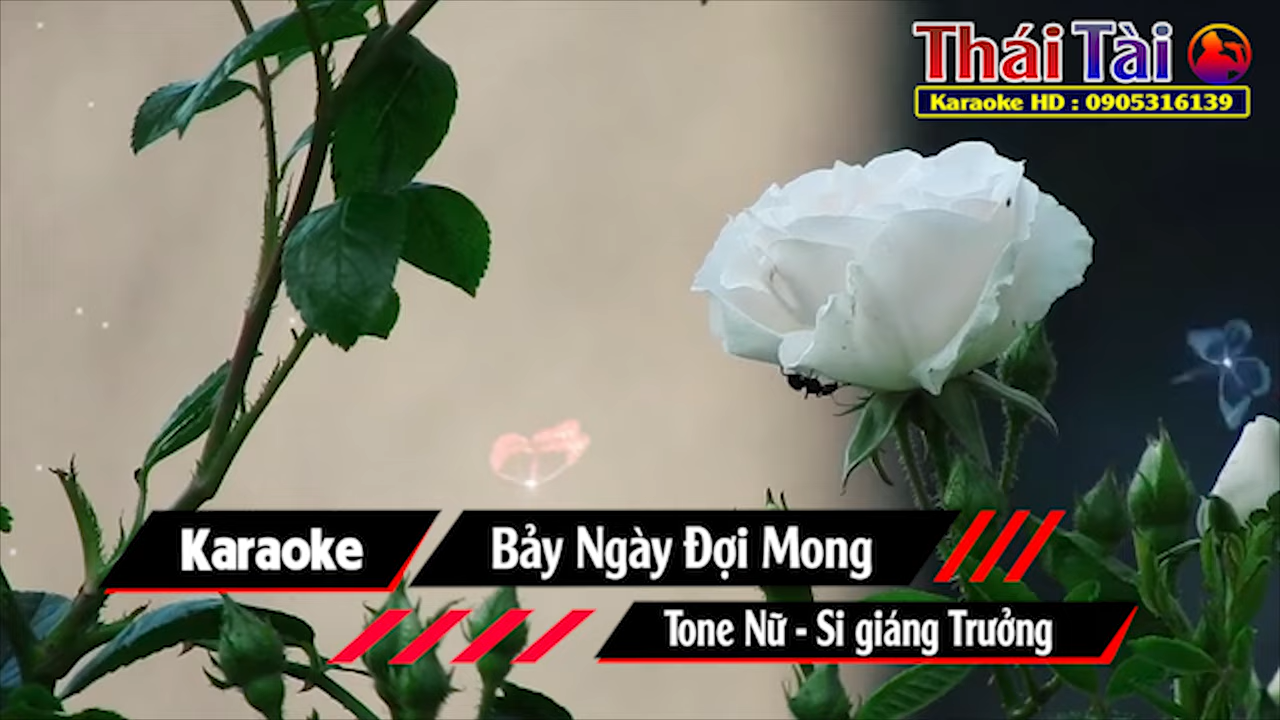 Thái Tài
Karaoke HD : 0905316139
Karaoke Bảy Ngày Đợi Mong
Tone Nữ - Si giáng Trưởng